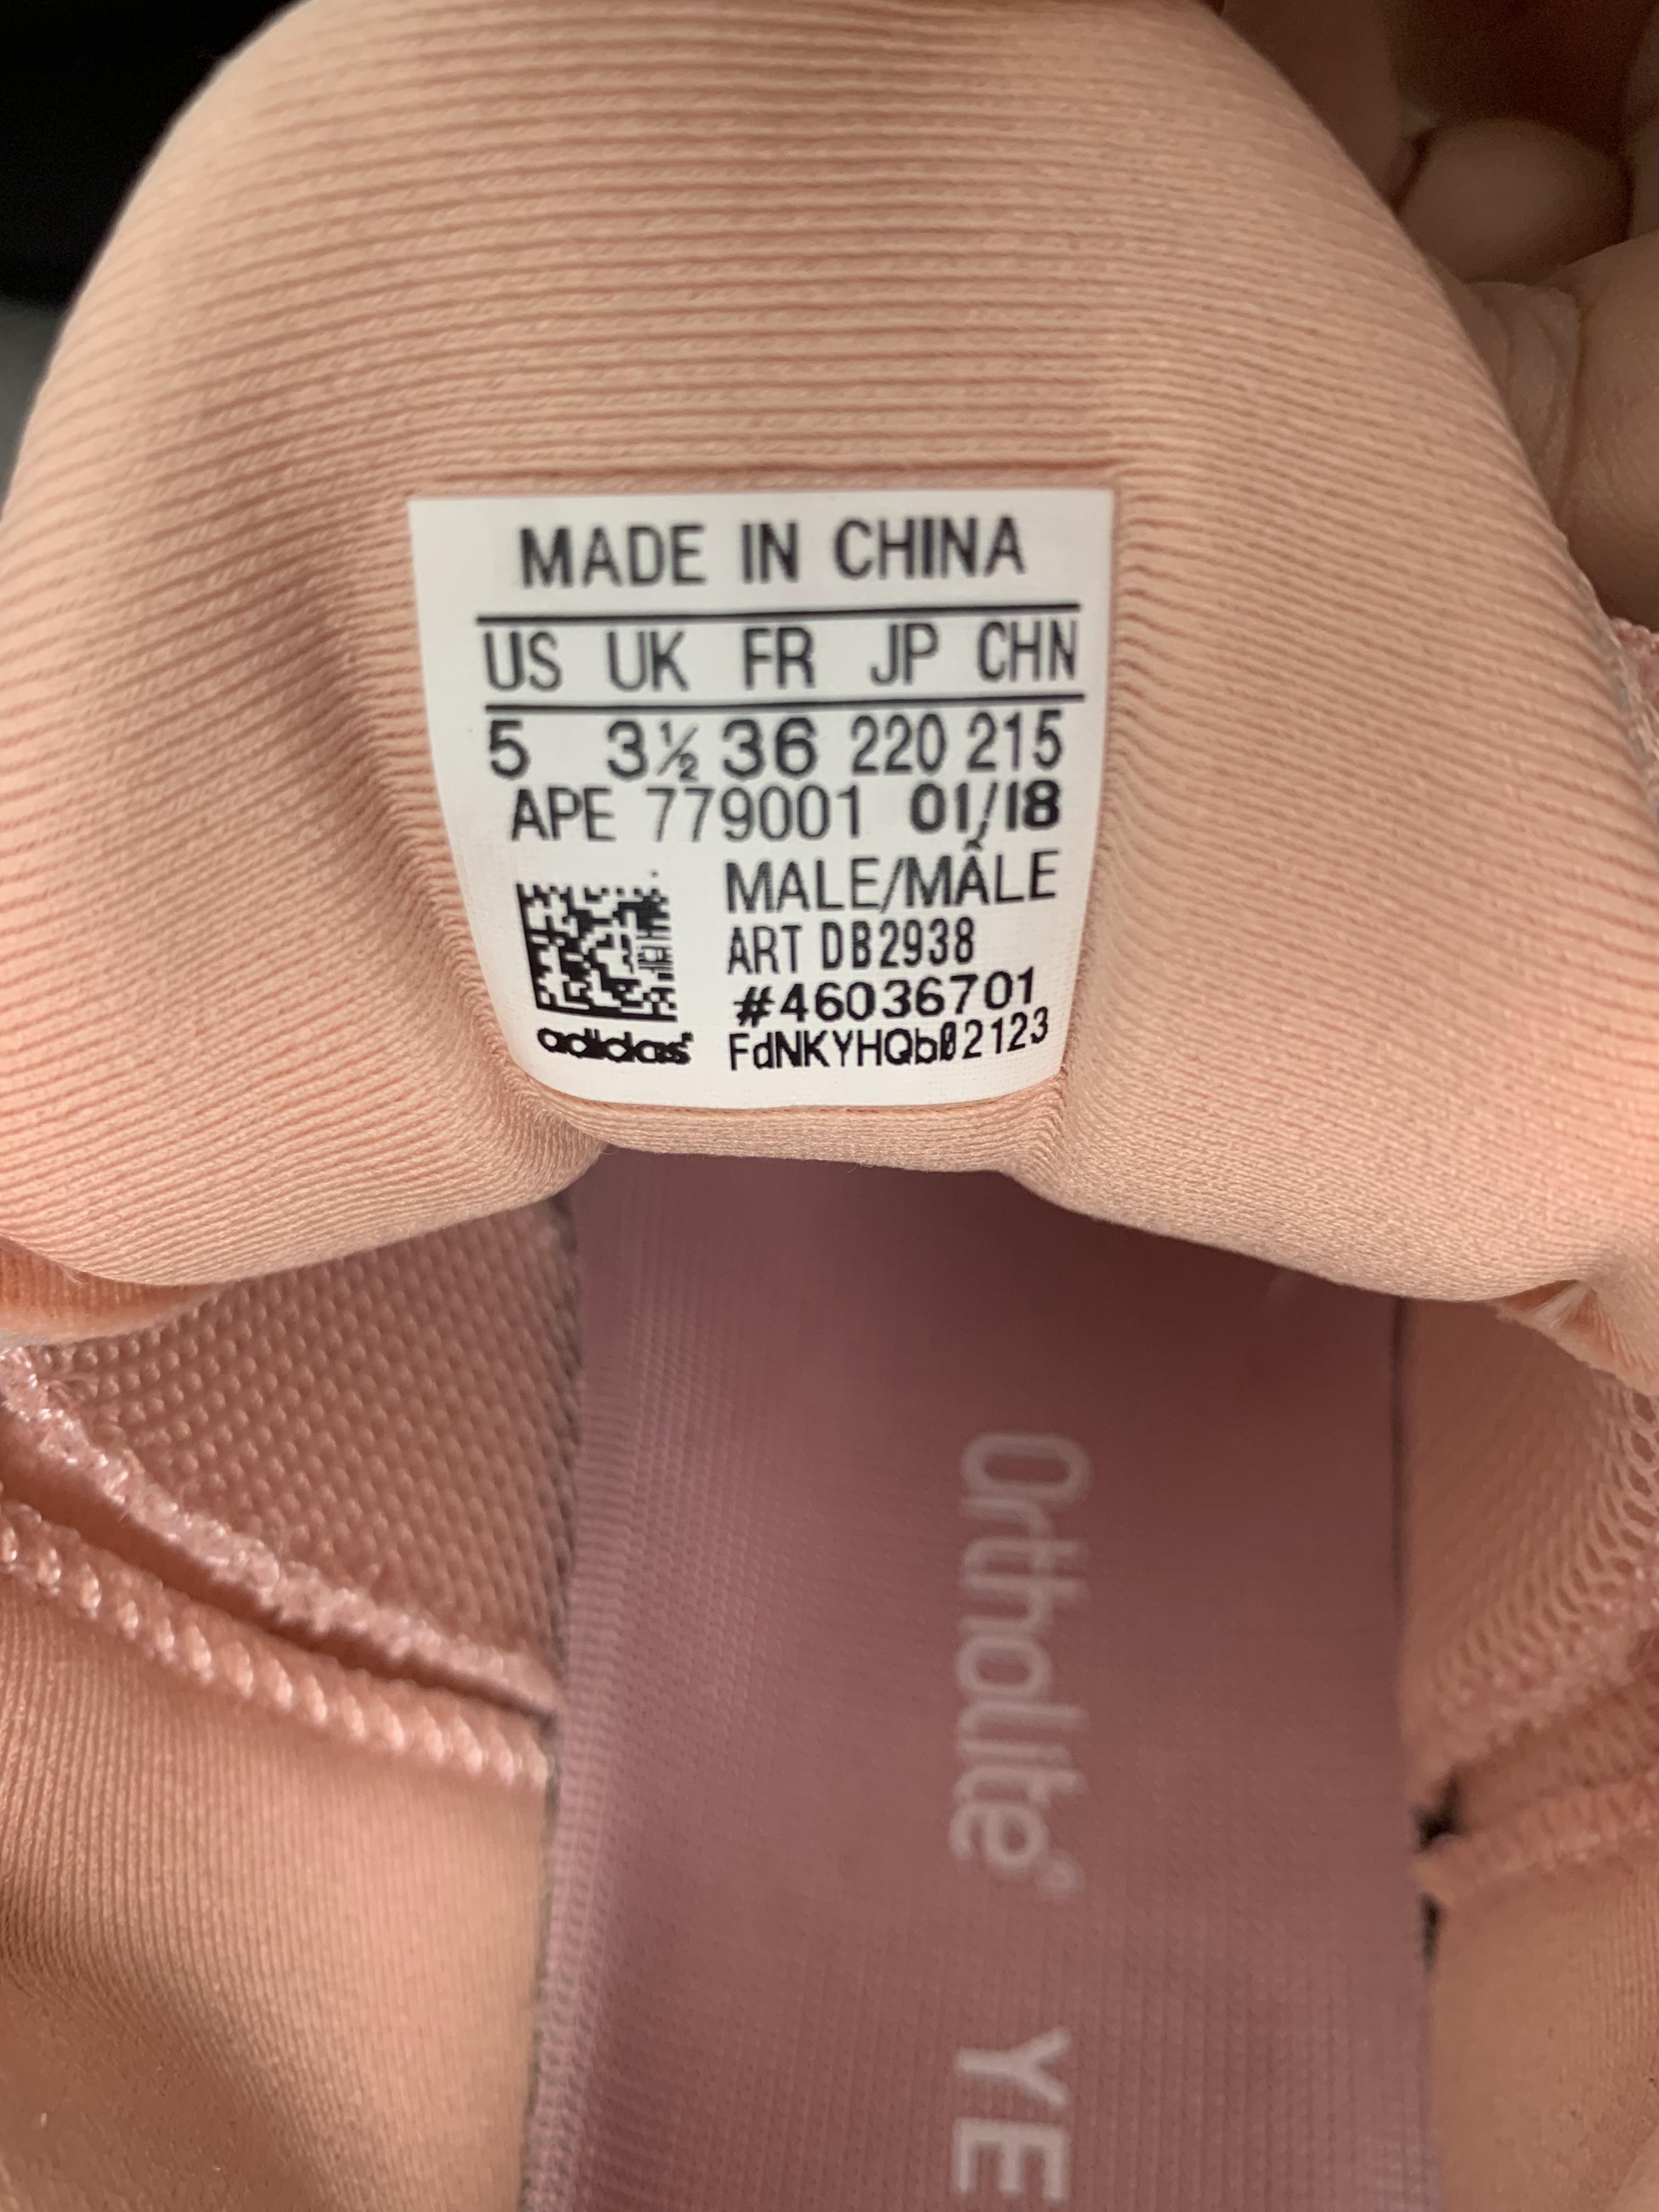 MADE IN CHINA
US UK FR JP CHN
5 3½ 36 220 215
APE 779001 01/18
MALE/MÂLE
ART DB2938
#46036701
adidas FdNKYHQb02123
Ortholite® YE